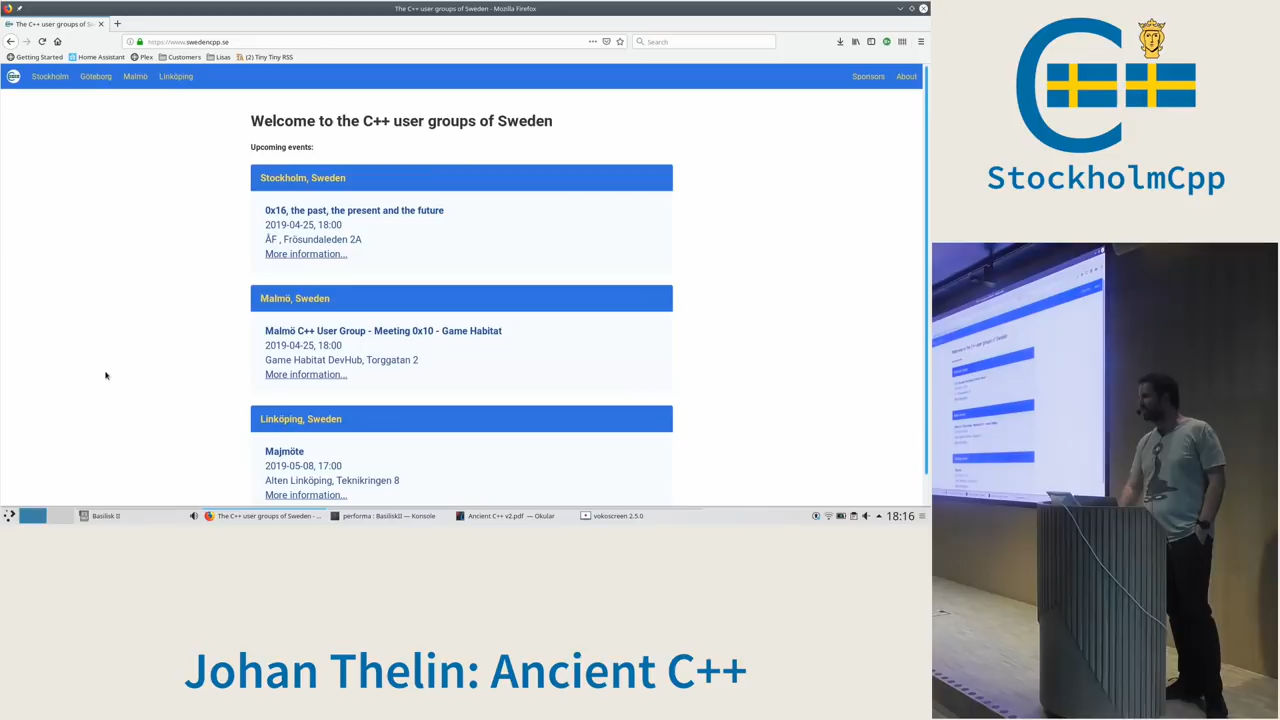 The C++ user groups of Sweden - Mozilla Firefox
The C++ user groups of Sw
https://www.swedencpp.se
Search
Getting Started
Home Assistant
Plex
Customers
Lisas
(2) Tiny Tiny RSS
Stockholm
Göteborg
Malmö
Linköping
Sponsors
About
Welcome to the C++ user groups of Sweden
Upcoming events:
Stockholm, Sweden
0x16, the past, the present and the future
2019-04-25, 18:00
ÅF , Frösundaleden 2A
More information...
Malmö, Sweden
Malmö C++ User Group - Meeting 0x10 - Game Habitat
2019-04-25, 18:00
Game Habitat DevHub, Torggatan 2
More information...
Linköping, Sweden
Majmöte
2019-05-08, 17:00
Alten Linköping, Teknikringen 8
More information...
Basilisk II
The C++ user groups of Sweden - ...
performa : BasiliskII — Konsole
Ancient C++ v2.pdf — Okular
vokoscreen 2.5.0
18:16
C++
StockholmCpp
Johan Thelin: Ancient C++